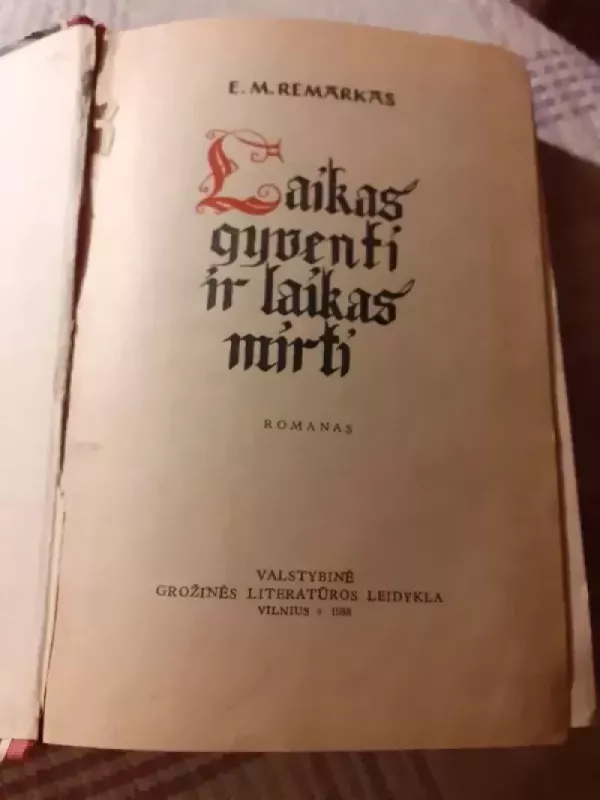 E. M. REMARKAS
Laikas
gyventi
ir laikas
mirti
ROMANAS
VALSTYBINĖ
GROŽINĖS LITERATŪROS LEIDYKLA
VILNIUS